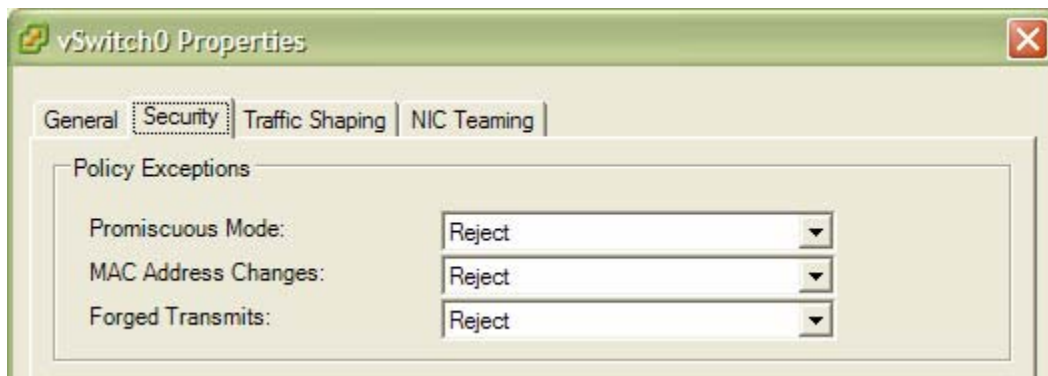 vSwitch0 Properties
General Security Traffic Shaping NIC Teaming
Policy Exceptions
Promiscuous Mode: Reject
MAC Address Changes: Reject
Forged Transmits: Reject